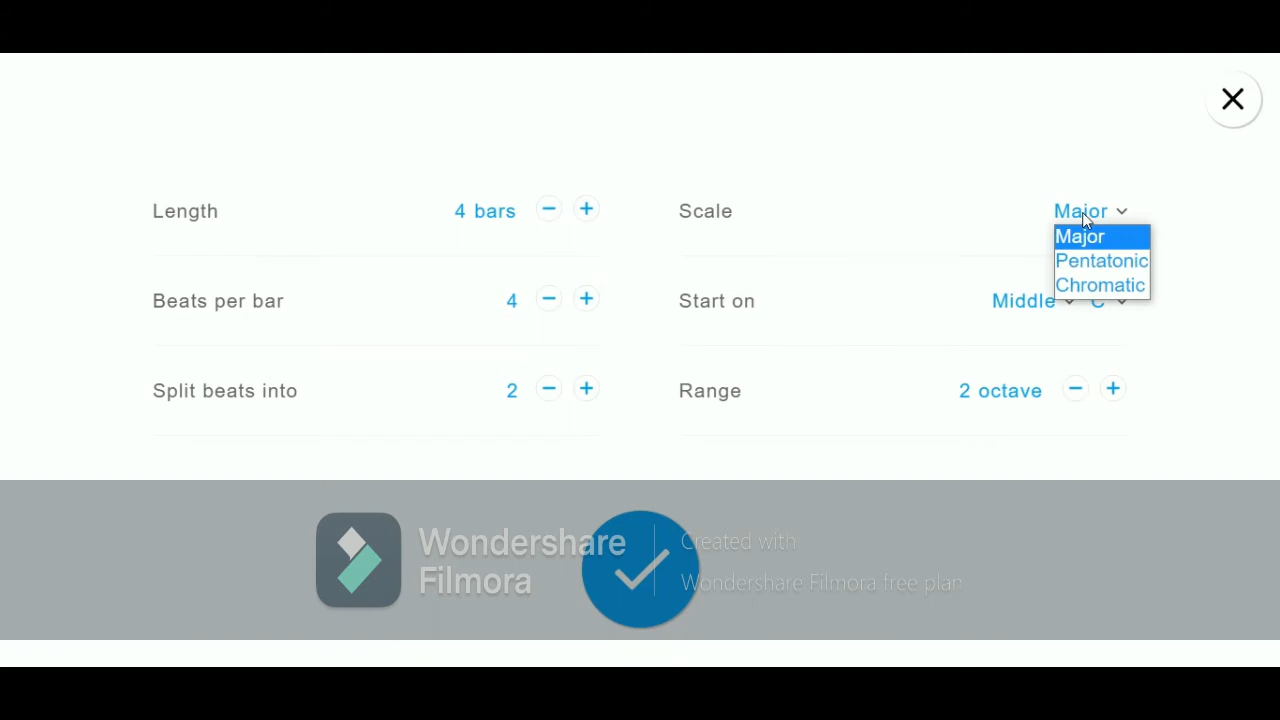 Length 4 bars − +
Scale Major
Major
Pentatonic
Chromatic
Beats per bar 4 − +
Start on Middle C
Split beats into 2 − +
Range 2 octave − +
Wondershare
Filmora
Created with
Wondershare Filmora free plan